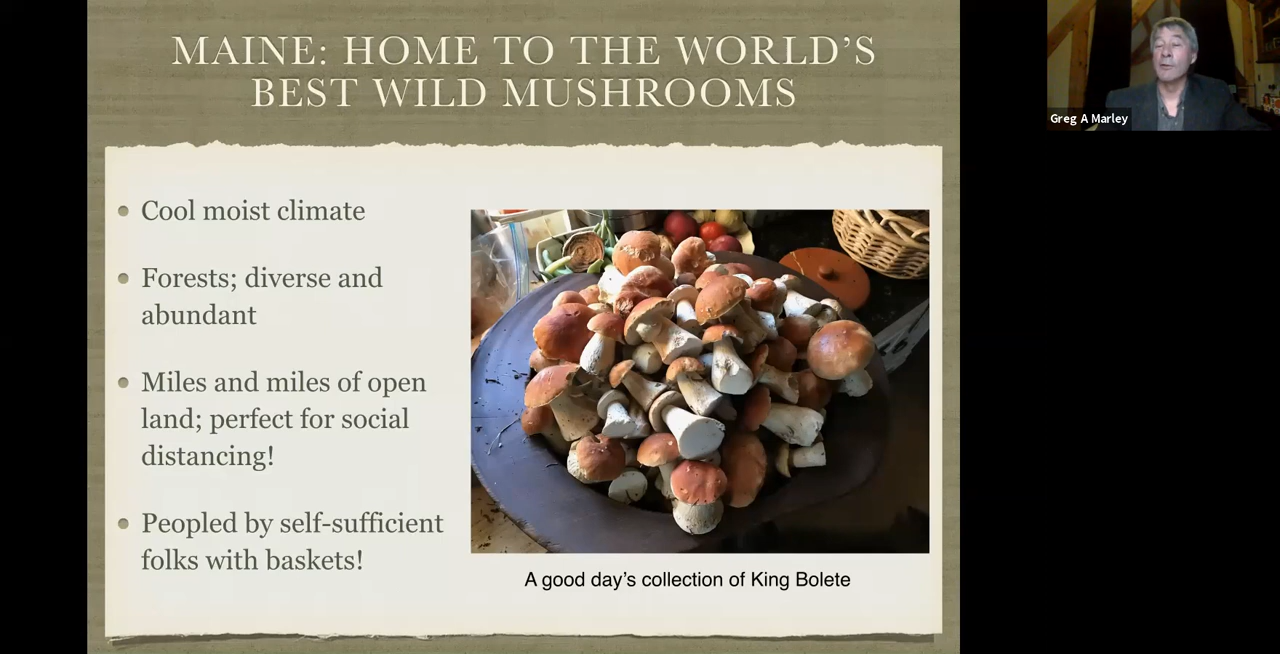 MAINE: HOME TO THE WORLD’S
BEST WILD MUSHROOMS
Cool moist climate
Forests; diverse and
abundant
Miles and miles of open
land; perfect for social
distancing!
Peopled by self-sufficient
folks with baskets!
A good day’s collection of King Bolete
Greg A Marley